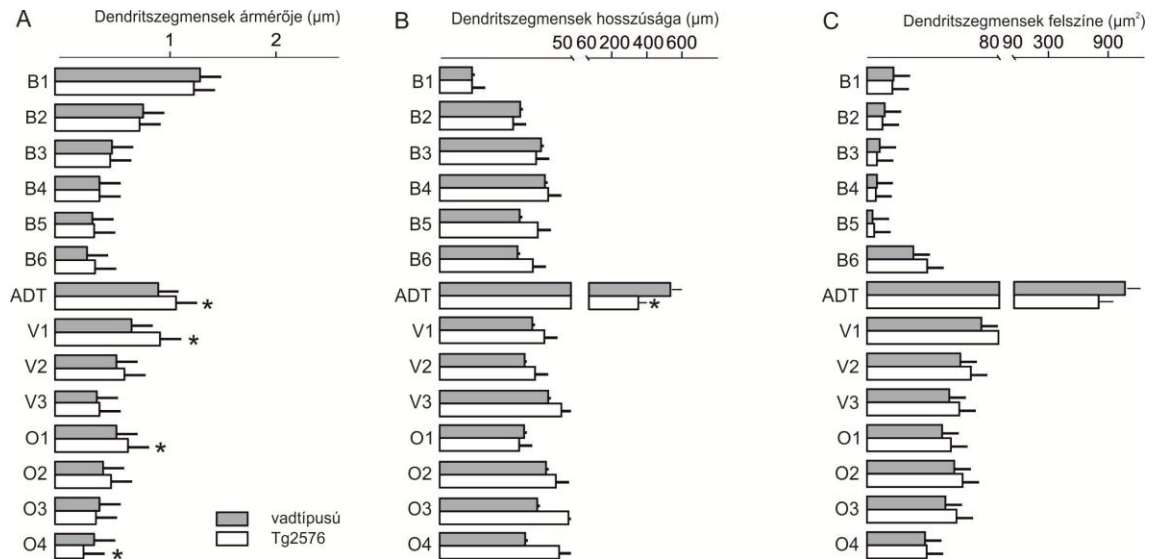 A
Dendritszegmensek ármérője (µm)
1 2
B1
B2
B3
B4
B5
B6
ADT *
V1 *
V2
V3
O1 *
O2
O3
O4 *
vadtípusú
Tg2576
B
Dendritszegmensek hosszúsága (µm)
50 60 200 400 600
B1
B2
B3
B4
B5
B6
ADT *
V1
V2
V3
O1
O2
O3
O4
C
Dendritszegmensek felszíne (µm²)
80 90 300 900
B1
B2
B3
B4
B5
B6
ADT
V1
V2
V3
O1
O2
O3
O4